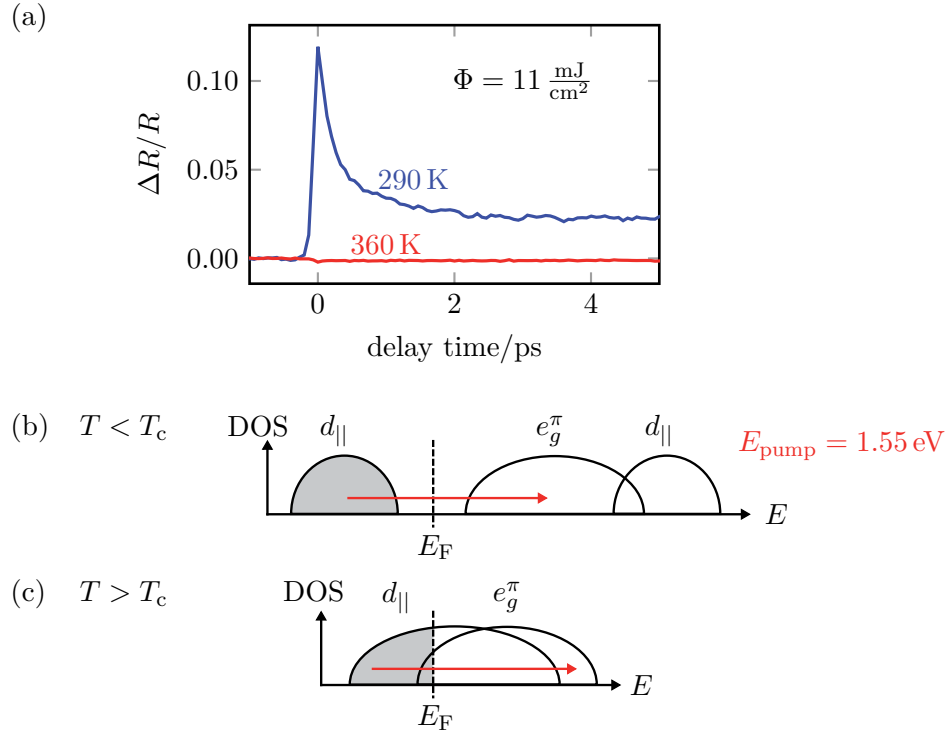 (a)
Φ = 11 mJ/cm²
0.10
0.05
0.00
ΔR/R
290 K
360 K
0 2 4
delay time/ps
(b) T < Tc DOS d|| e_g^π d|| E_pump = 1.55 eV
E
E_F
(c) T > Tc DOS d|| e_g^π
E
E_F